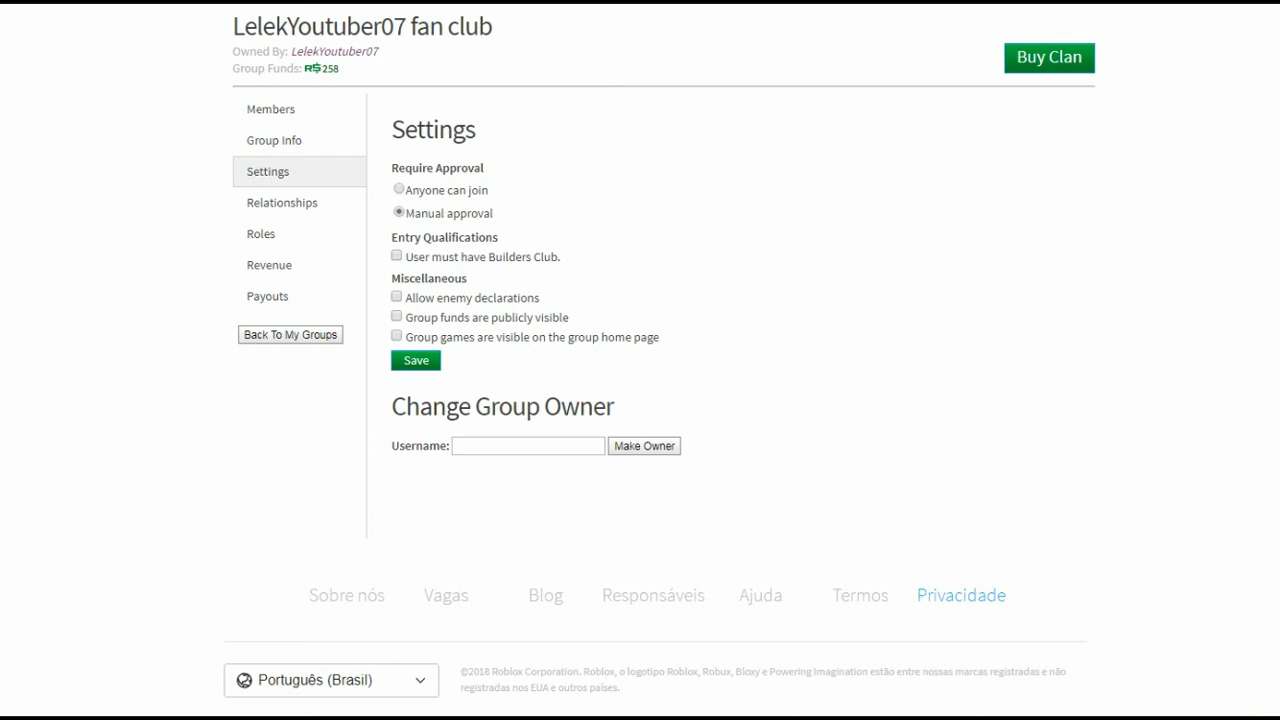 LelekYoutuber07 fan club
Owned By: LelekYoutuber07
Group Funds: R$ 258
Buy Clan
Members
Group Info
Settings
Relationships
Roles
Revenue
Payouts
Back To My Groups
Settings
Require Approval
Anyone can join
Manual approval
Entry Qualifications
User must have Builders Club.
Miscellaneous
Allow enemy declarations
Group funds are publicly visible
Group games are visible on the group home page
Save
Change Group Owner
Username: Make Owner
Sobre nós Vagas Blog Responsáveis Ajuda Termos Privacidade
Português (Brasil)
©2018 Roblox Corporation. Roblox, o logotipo Roblox, Robux, Bloxy e Powering Imagination estão entre nossas marcas registradas e não
registradas nos EUA e outros países.